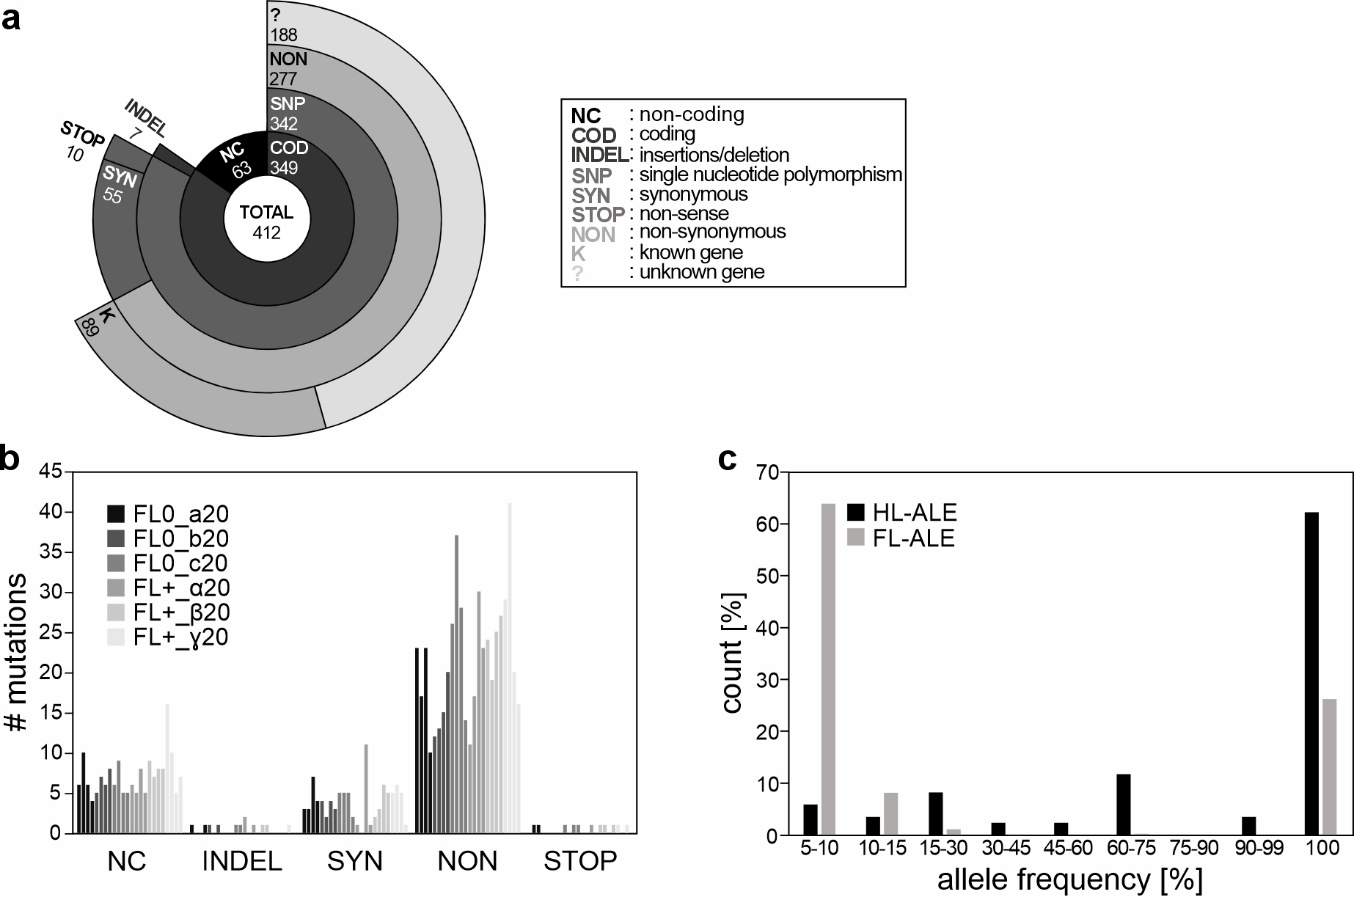 a
?
188
NON
277
SNP
342
COD
349
NC
63
INDEL
7
STOP
10
SYN
55
TOTAL
412
K
89
NC : non-coding
COD : coding
INDEL : insertions/deletion
SNP : single nucleotide polymorphism
SYN : synonymous
STOP : non-sense
NON : non-synonymous
K : known gene
? : unknown gene
b
# mutations
45
40
35
30
25
20
15
10
5
0
FL0_a20
FL0_b20
FL0_c20
FL+_α20
FL+_β20
FL+_γ20
NC INDEL SYN NON STOP
c
count [%]
70
60
50
40
30
20
10
0
HL-ALE
FL-ALE
5-10 10-15 15-30 30-45 45-60 60-75 75-90 90-99 100
allele frequency [%]